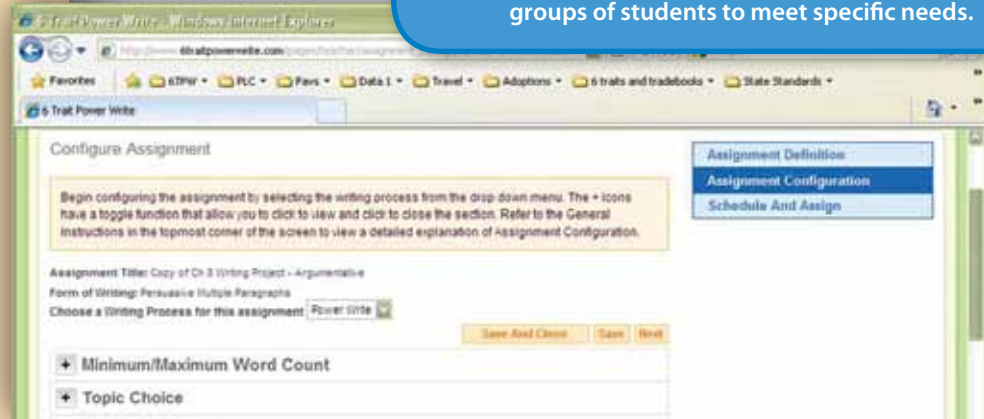 groups of students to meet specific needs.
6 Trait Power Write - Windows Internet Explorer
6traitpowerwrite.com
Favorites 6TPW PLC Favs Data 1 Travel Adoptions 6 traits and tradebooks State Standards
6 Trait Power Write
Configure Assignment
Begin configuring the assignment by selecting the writing process from the drop down menu. The + icons
have a toggle function that allow you to click to view and click to close the section. Refer to the General
Instructions in the topmost corner of the screen to view a detailed explanation of Assignment Configuration.
Assignment Title: Copy of Ch 3 Writing Project - Argumentative
Form of Writing: Persuasive Multiple Paragraphs
Choose a Writing Process for this assignment Power Write
Save And Close Save Next
+ Minimum/Maximum Word Count
+ Topic Choice
Assignment Definition
Assignment Configuration
Schedule And Assign